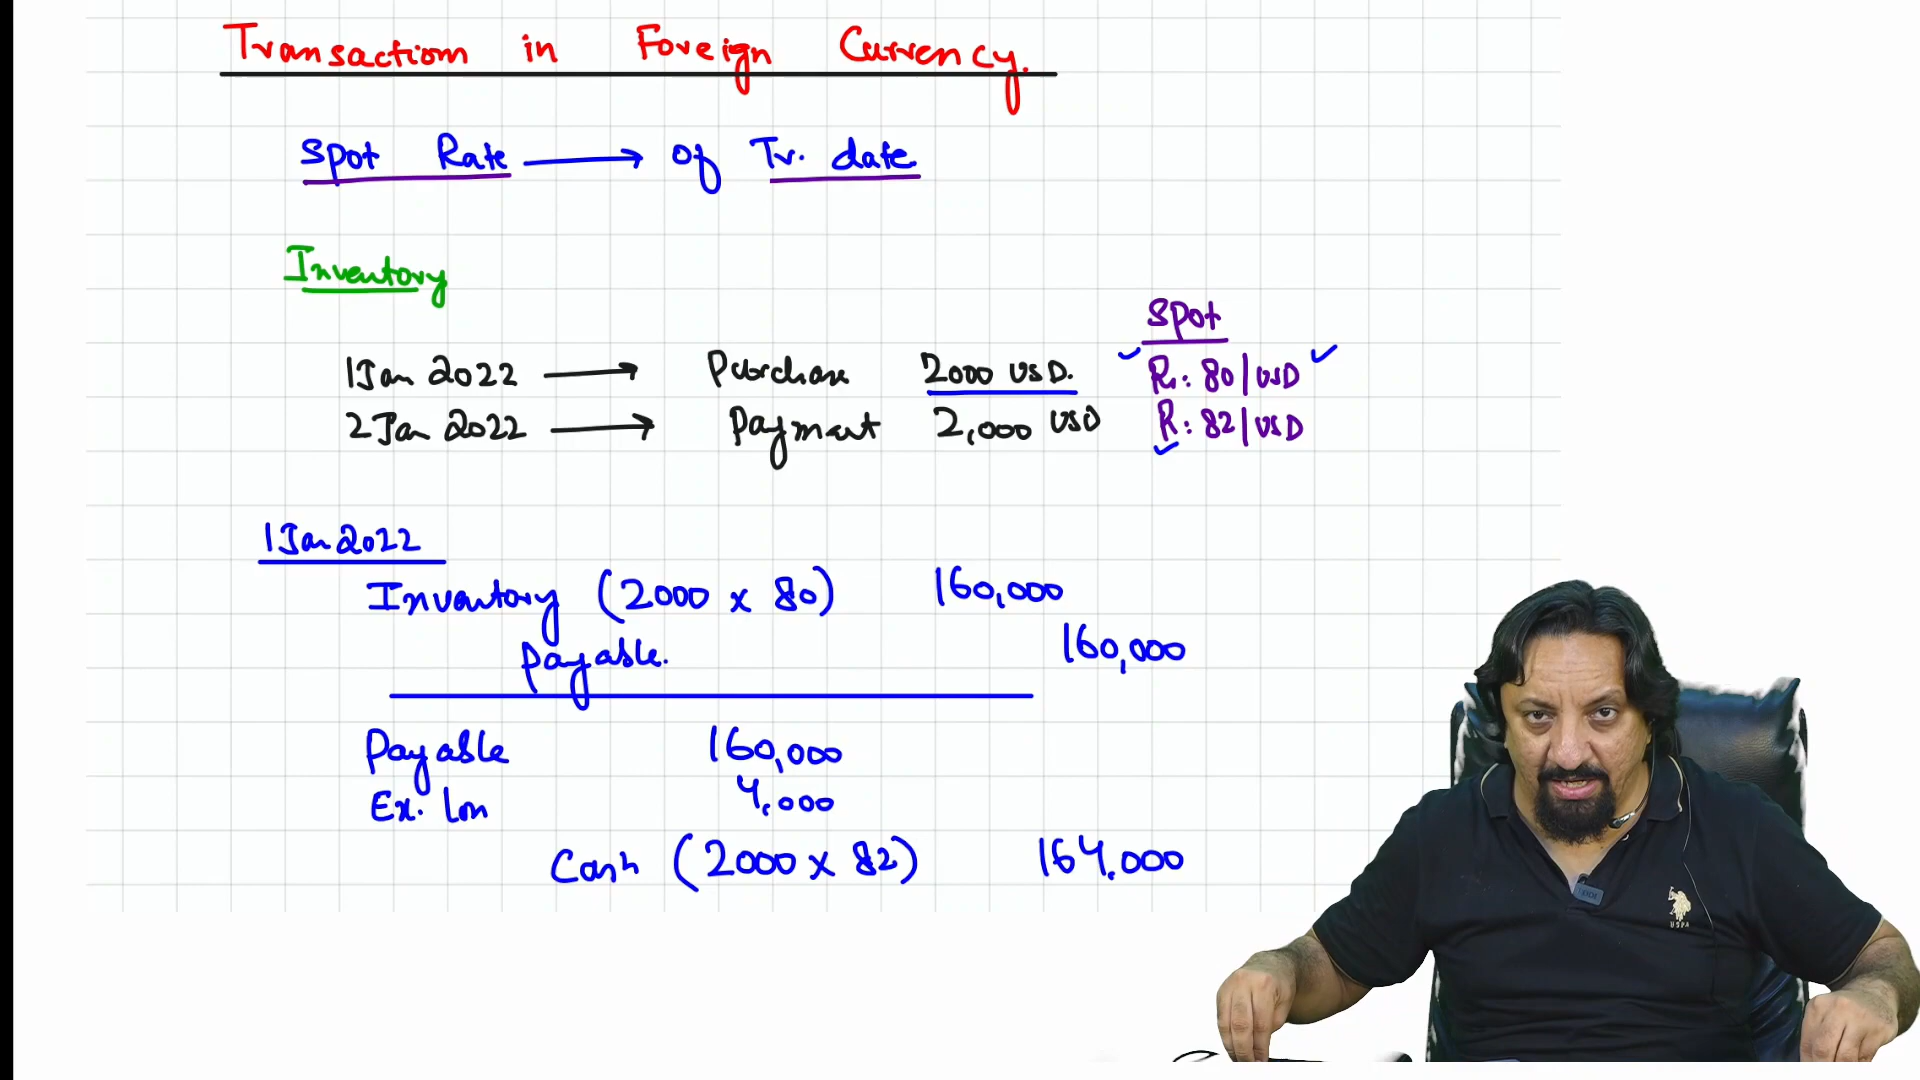 Transaction in Foreign Currency.
Spot Rate → of Tr. date
Inventory
Spot
1 Jan 2022 → Purchase 2000 USD. R: 80/USD
2 Jan 2022 → Payment 2,000 USD R: 82/USD
1 Jan 2022
Inventory (2000 x 80) 160,000
Payable. 160,000
Payable 160,000
Ex. Loss 4,000
Cash (2000 x 82) 164,000
USPA